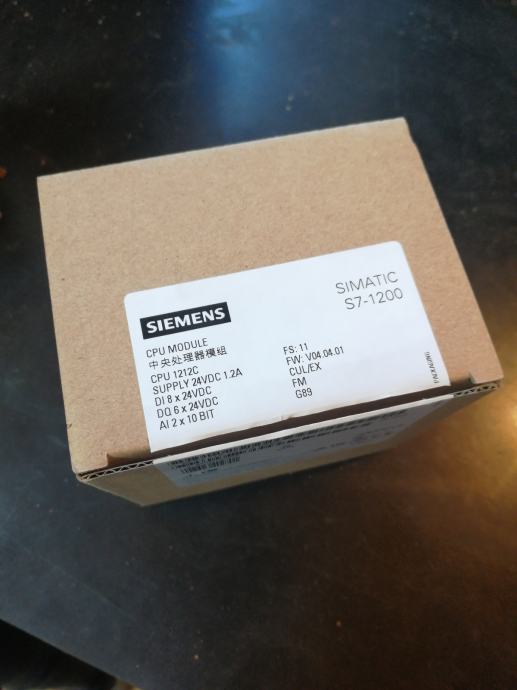 SIEMENS
SIMATIC
S7-1200
CPU MODULE
中央处理器模组
CPU 1212C
SUPPLY 24VDC 1.2A
DI 8 x 24VDC
DQ 6 x 24VDC
AI 2 x 10 BIT
FS: 11
FW: V04.04.01
CUL/EX
FM
G89
PACKAGING